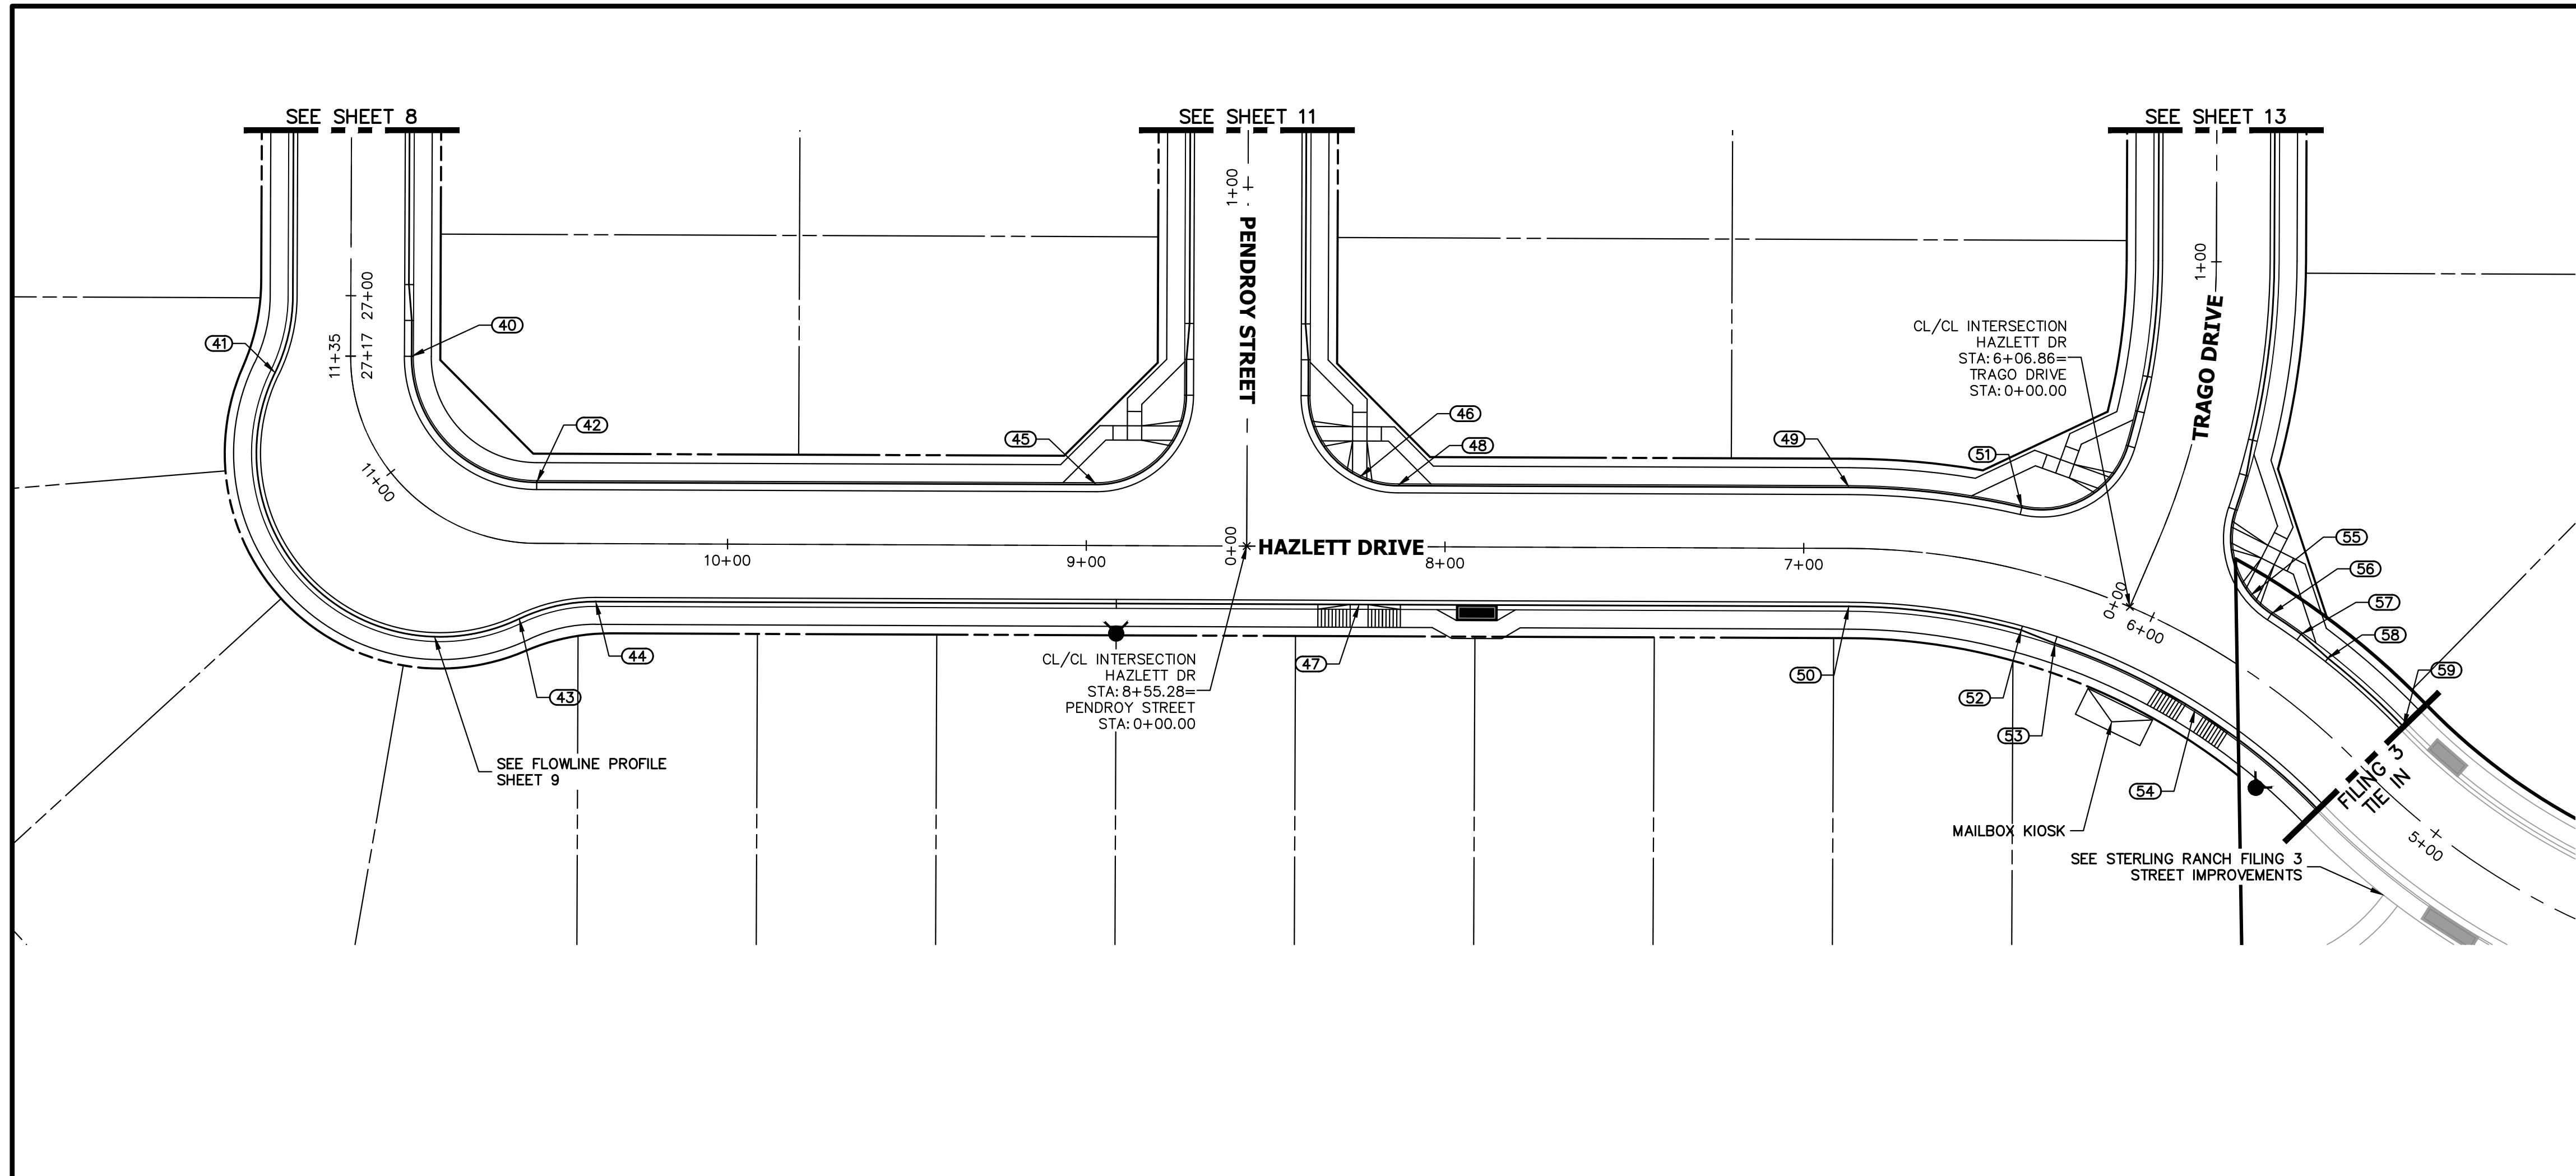 SEE SHEET 8
SEE SHEET 11
SEE SHEET 13
1+00
PENDROY STREET
1+00
TRAGO DRIVE
27+00
11+35
27+17
40
41
CL/CL INTERSECTION
HAZLETT DR
STA: 6+06.86=
TRAGO DRIVE
STA: 0+00.00
42
45
46
48
49
51
11+00
10+00
9+00
0+00
HAZLETT DRIVE
8+00
7+00
0+00
6+00
55
56
57
58
59
44
43
CL/CL INTERSECTION
HAZLETT DR
STA: 8+55.28=
PENDROY STREET
STA: 0+00.00
47
50
52
53
54
SEE FLOWLINE PROFILE
SHEET 9
FILING 3
TIE IN
MAILBOX KIOSK
5+00
SEE STERLING RANCH FILING 3
STREET IMPROVEMENTS